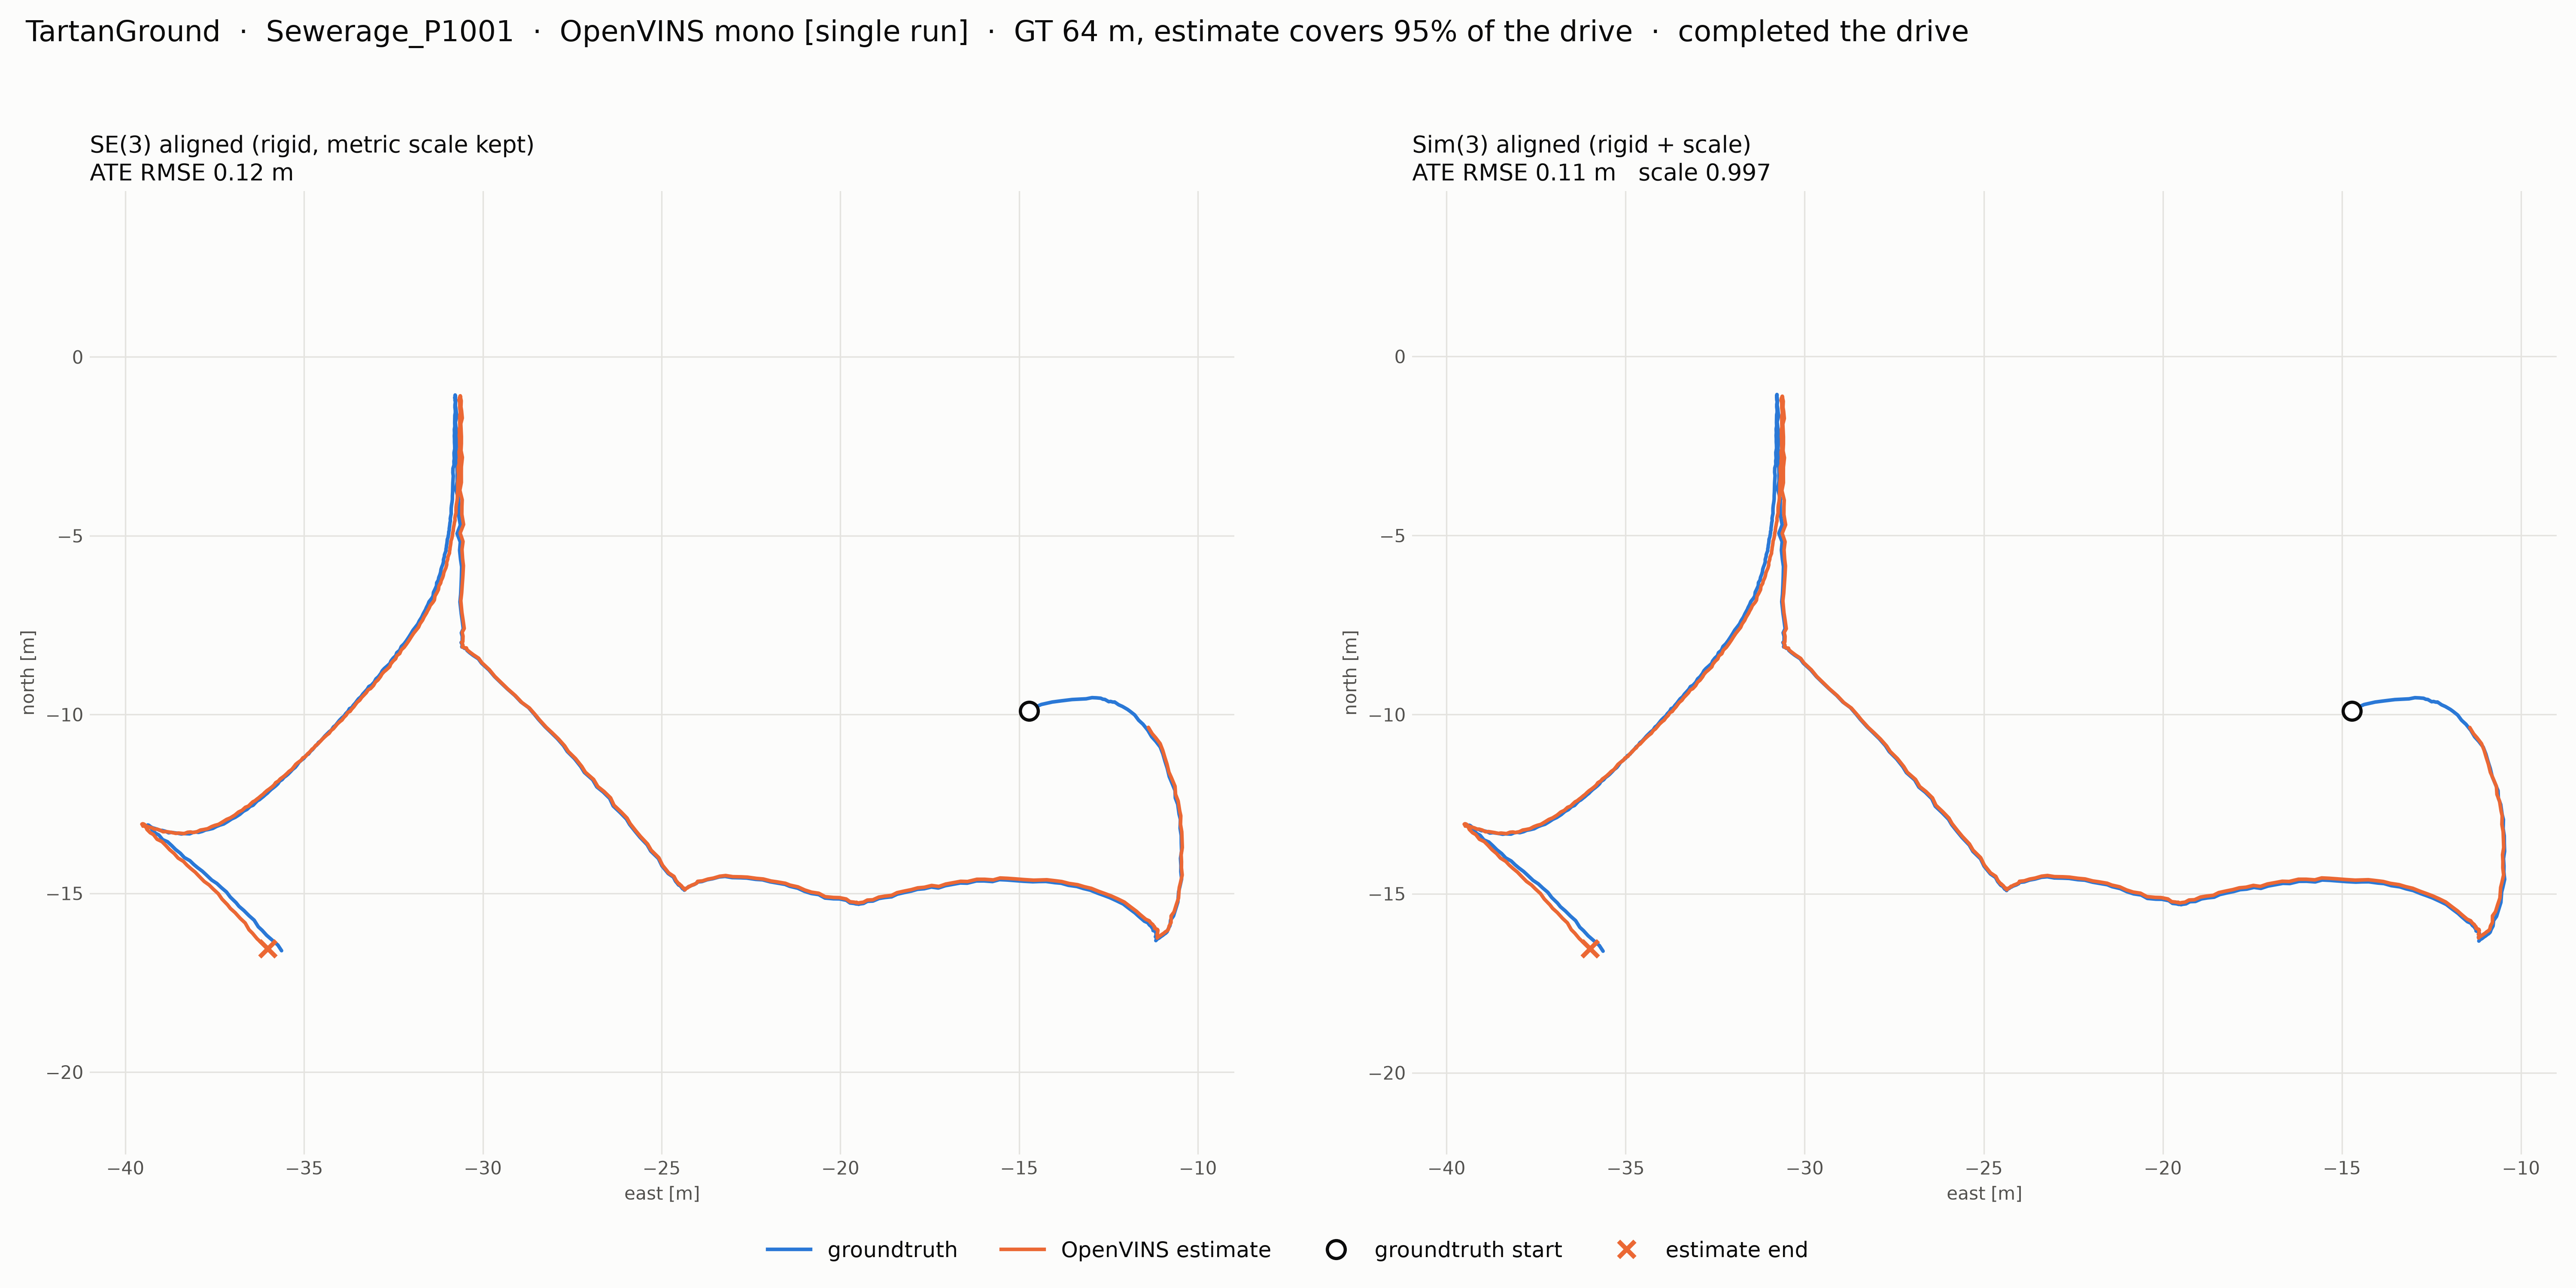 TartanGround · Sewerage_P1001 · OpenVINS mono [single run] · GT 64 m, estimate covers 95% of the drive · completed the drive
SE(3) aligned (rigid, metric scale kept)
ATE RMSE 0.12 m
0
−5
−10
−15
−20
north [m]
−40
−35
−30
−25
−20
−15
−10
east [m]
Sim(3) aligned (rigid + scale)
ATE RMSE 0.11 m   scale 0.997
0
−5
−10
−15
−20
north [m]
−40
−35
−30
−25
−20
−15
−10
east [m]
groundtruth
OpenVINS estimate
groundtruth start
estimate end